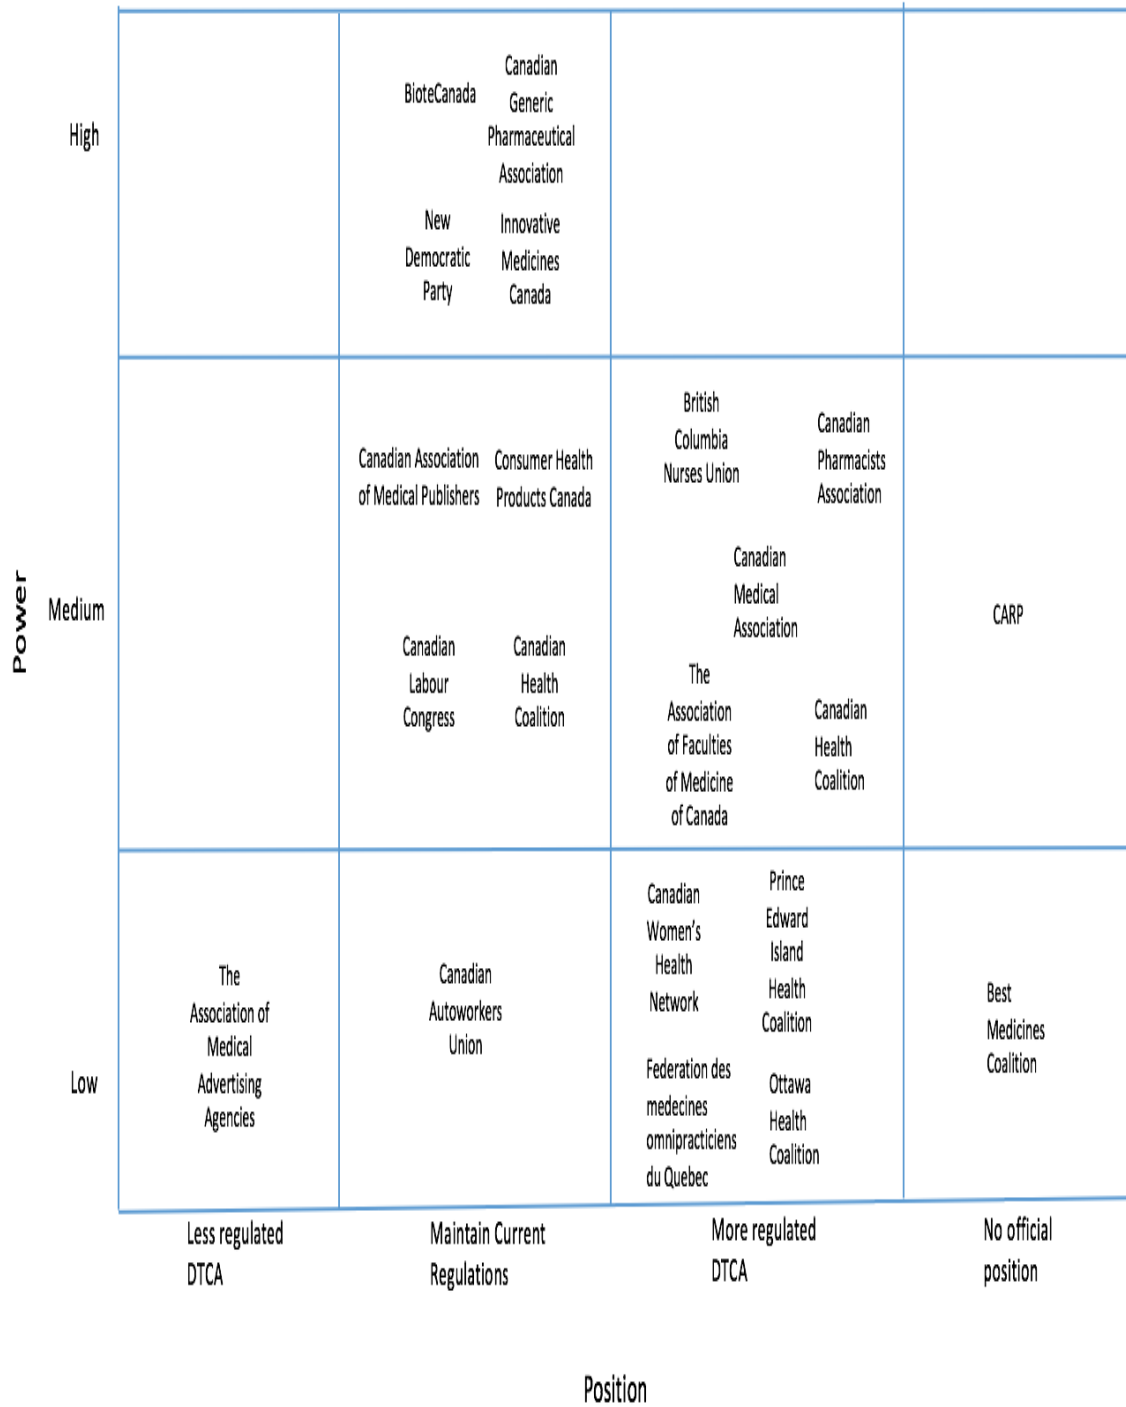 High
BioteCanada
Canadian
Generic
Pharmaceutical
Association
New
Democratic
Party
Innovative
Medicines
Canada
Power
Medium
Canadian Association
of Medical Publishers
Consumer Health
Products Canada
Canadian
Labour
Congress
Canadian
Health
Coalition
British
Columbia
Nurses Union
Canadian
Pharmacists
Association
Canadian
Medical
Association
The
Association
of Faculties
of Medicine
of Canada
Canadian
Health
Coalition
CARP
Low
The
Association of
Medical
Advertising
Agencies
Canadian
Autoworkers
Union
Canadian
Women's
Health
Network
Prince
Edward
Island
Health
Coalition
Federation des
medecines
omnipracticiens
du Quebec
Ottawa
Health
Coalition
Best
Medicines
Coalition
Less regulated
DTCA
Maintain Current
Regulations
More regulated
DTCA
No official
position
Position